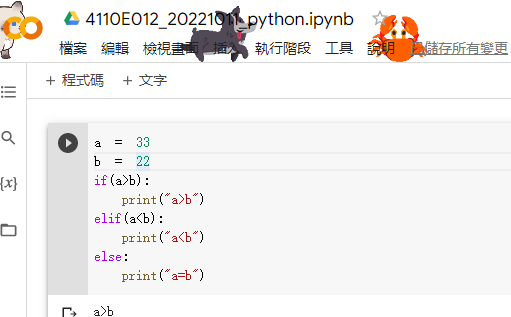 4110E012_20221011_python.ipynb
檔案 編輯 檢視畫面 插入 執行階段 工具 說明 已儲存所有變更
+ 程式碼 + 文字
{x}
a = 33
b = 22
if(a>b):
    print("a>b")
elif(a<b):
    print("a<b")
else:
    print("a=b")
a>b